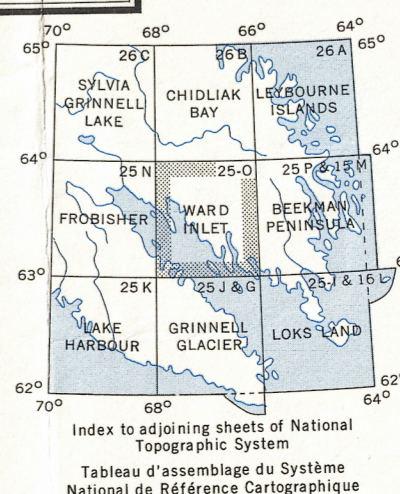 70° 68° 66° 64°
65° 26 C 26 B 26 A 65°
SYLVIA GRINNELL LAKE
CHIDLIAK BAY
LEYBOURNE ISLANDS
64° 25 N 25-O 25 P & 15 M 64°
FROBISHER
WARD INLET
BEEKMAN PENINSULA
63° 25 K 25 J & G 25-I & 16 L 6
LAKE HARBOUR
GRINNELL GLACIER
LOKS LAND
62°
70° 68° 64°
Index to adjoining sheets of National
Topographic System
Tableau d'assemblage du Système
National de Référence Cartographique